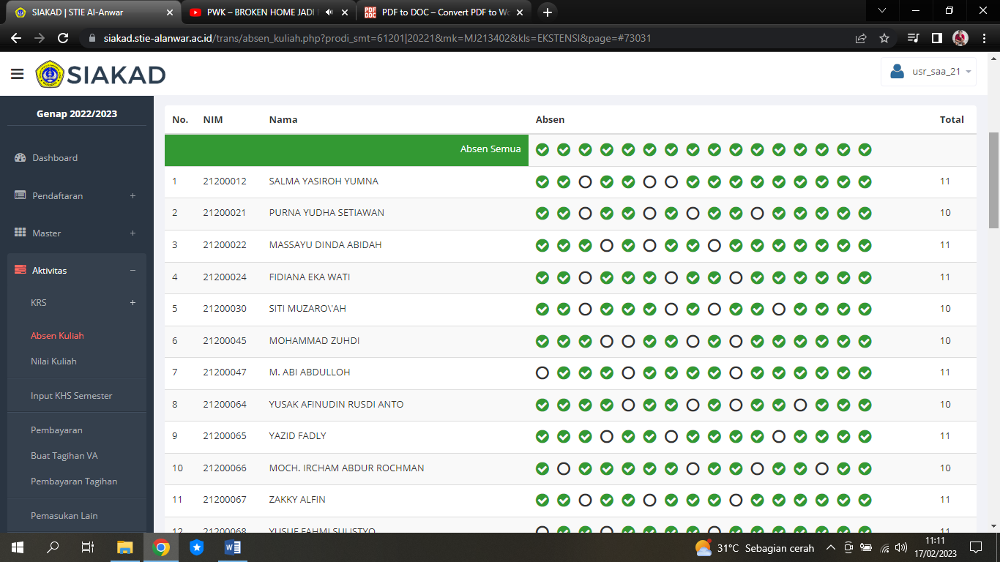 SIAKAD | STIE Al-Anwar
PWK – BROKEN HOME JADI
PDF to DOC – Convert PDF to Wo
siakad.stie-alanwar.ac.id/trans/absen_kuliah.php?prodi_smt=61201|20221&mk=MJ213402&kls=EKSTENSI&page=#73031
SIAKAD
usr_saa_21
Genap 2022/2023
Dashboard
Pendaftaran +
Master +
Aktivitas −
KRS +
Absen Kuliah
Nilai Kuliah
Input KHS Semester
Pembayaran
Buat Tagihan VA
Pembayaran Tagihan
Pemasukan Lain
No. NIM Nama Absen Total
Absen Semua
1 21200012 SALMA YASIROH YUMNA 11
2 21200021 PURNA YUDHA SETIAWAN 10
3 21200022 MASSAYU DINDA ABIDAH 11
4 21200024 FIDIANA EKA WATI 11
5 21200030 SITI MUZARO\'AH 10
6 21200045 MOHAMMAD ZUHDI 10
7 21200047 M. ABI ABDULLOH 11
8 21200064 YUSAK AFINUDIN RUSDI ANTO 10
9 21200065 YAZID FADLY 11
10 21200066 MOCH. IRCHAM ABDUR ROCHMAN 10
11 21200067 ZAKKY ALFIN 11
12 21200068 YUSUF FAHMI SULISTYO 11
31°C Sebagian cerah
11:11
17/02/2023